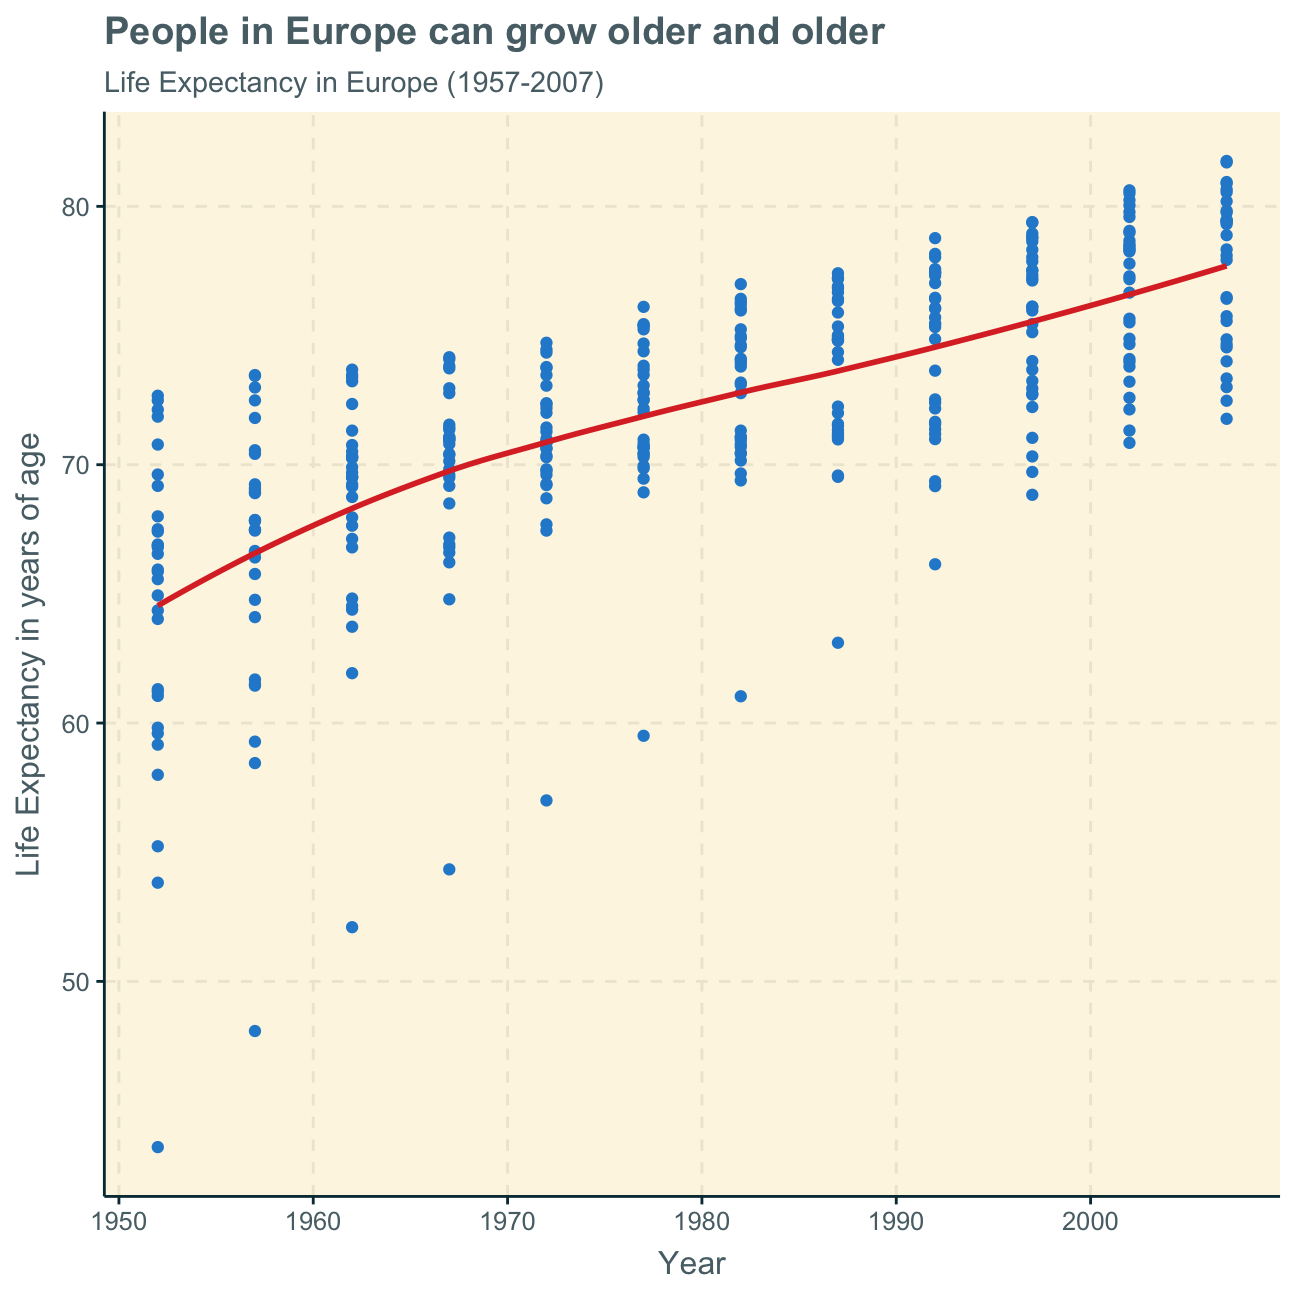 People in Europe can grow older and older
Life Expectancy in Europe (1957-2007)
Life Expectancy in years of age
80
70
60
50
1950
1960
1970
1980
1990
2000
Year